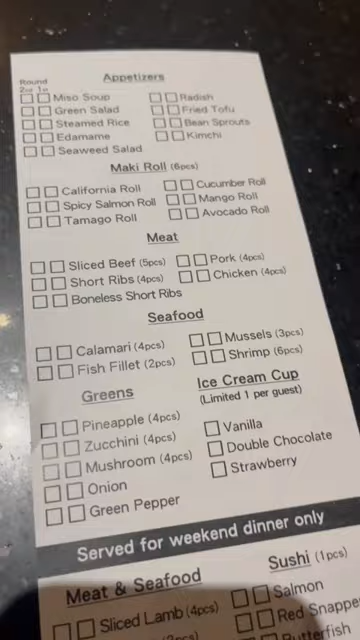 Round
2nd 1st
Appetizers
Miso Soup
Green Salad
Steamed Rice
Edamame
Seaweed Salad
Radish
Fried Tofu
Bean Sprouts
Kimchi
Maki Roll (6pcs)
California Roll
Spicy Salmon Roll
Tamago Roll
Cucumber Roll
Mango Roll
Avocado Roll
Meat
Sliced Beef (5pcs)
Short Ribs (4pcs)
Boneless Short Ribs
Pork (4pcs)
Chicken (4pcs)
Seafood
Calamari (4pcs)
Fish Fillet (2pcs)
Mussels (3pcs)
Shrimp (6pcs)
Greens
Pineapple (4pcs)
Zucchini (4pcs)
Mushroom (4pcs)
Onion
Green Pepper
Ice Cream Cup
(Limited 1 per guest)
Vanilla
Double Chocolate
Strawberry
Served for weekend dinner only
Meat & Seafood
Sliced Lamb (4pcs)
Sushi (1pcs)
Salmon
Red Snapper